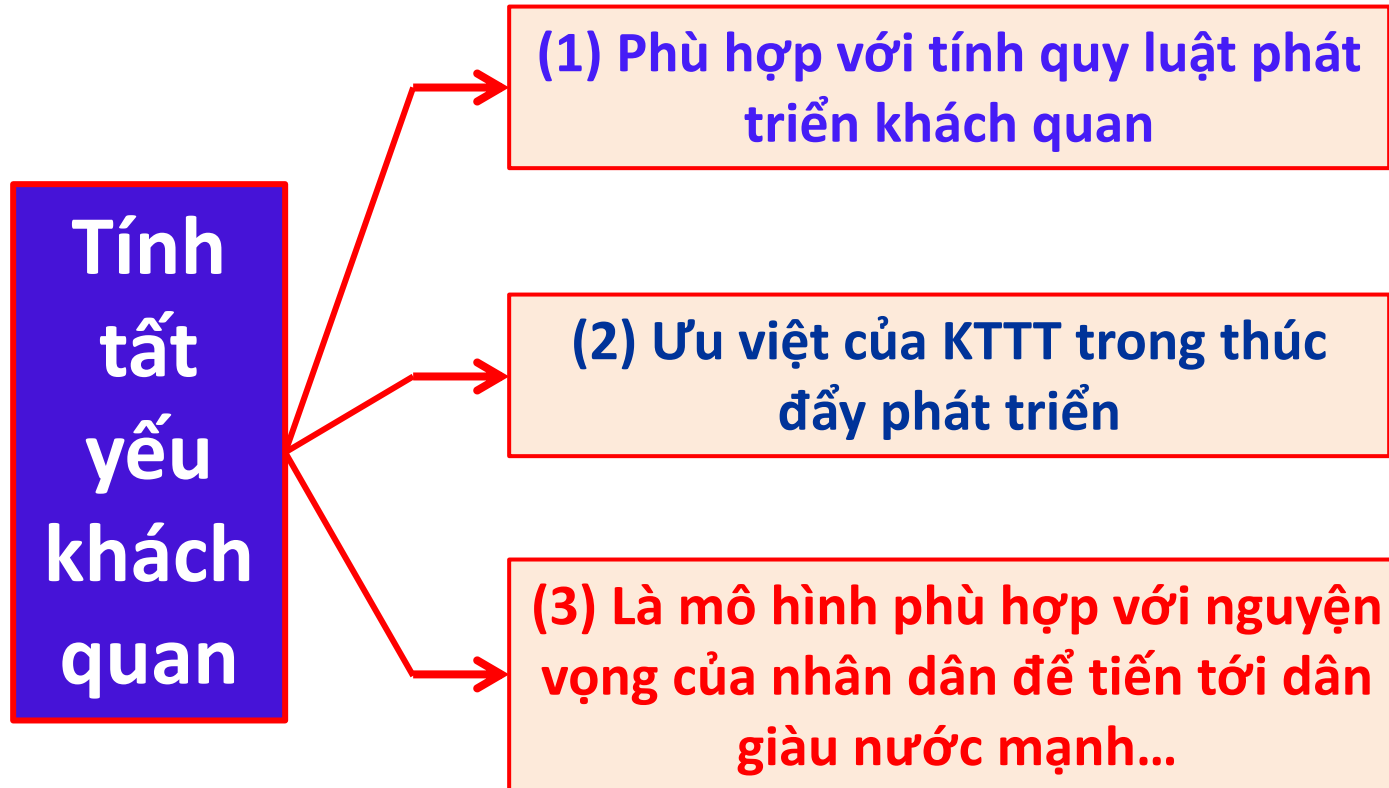 Tính
tất
yếu
khách
quan
(1) Phù hợp với tính quy luật phát
triển khách quan
(2) Ưu việt của KTTT trong thúc
đẩy phát triển
(3) Là mô hình phù hợp với nguyện
vọng của nhân dân để tiến tới dân
giàu nước mạnh...